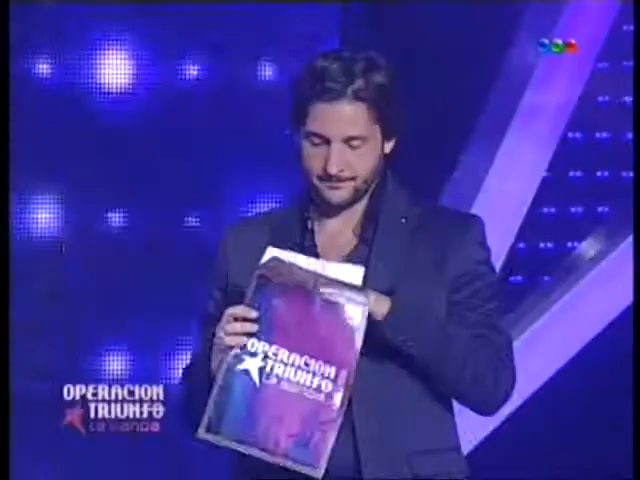 OPERACION
TRIUNFO
LA BANDA
OPERACION
TRIUNFO
LA BANDA